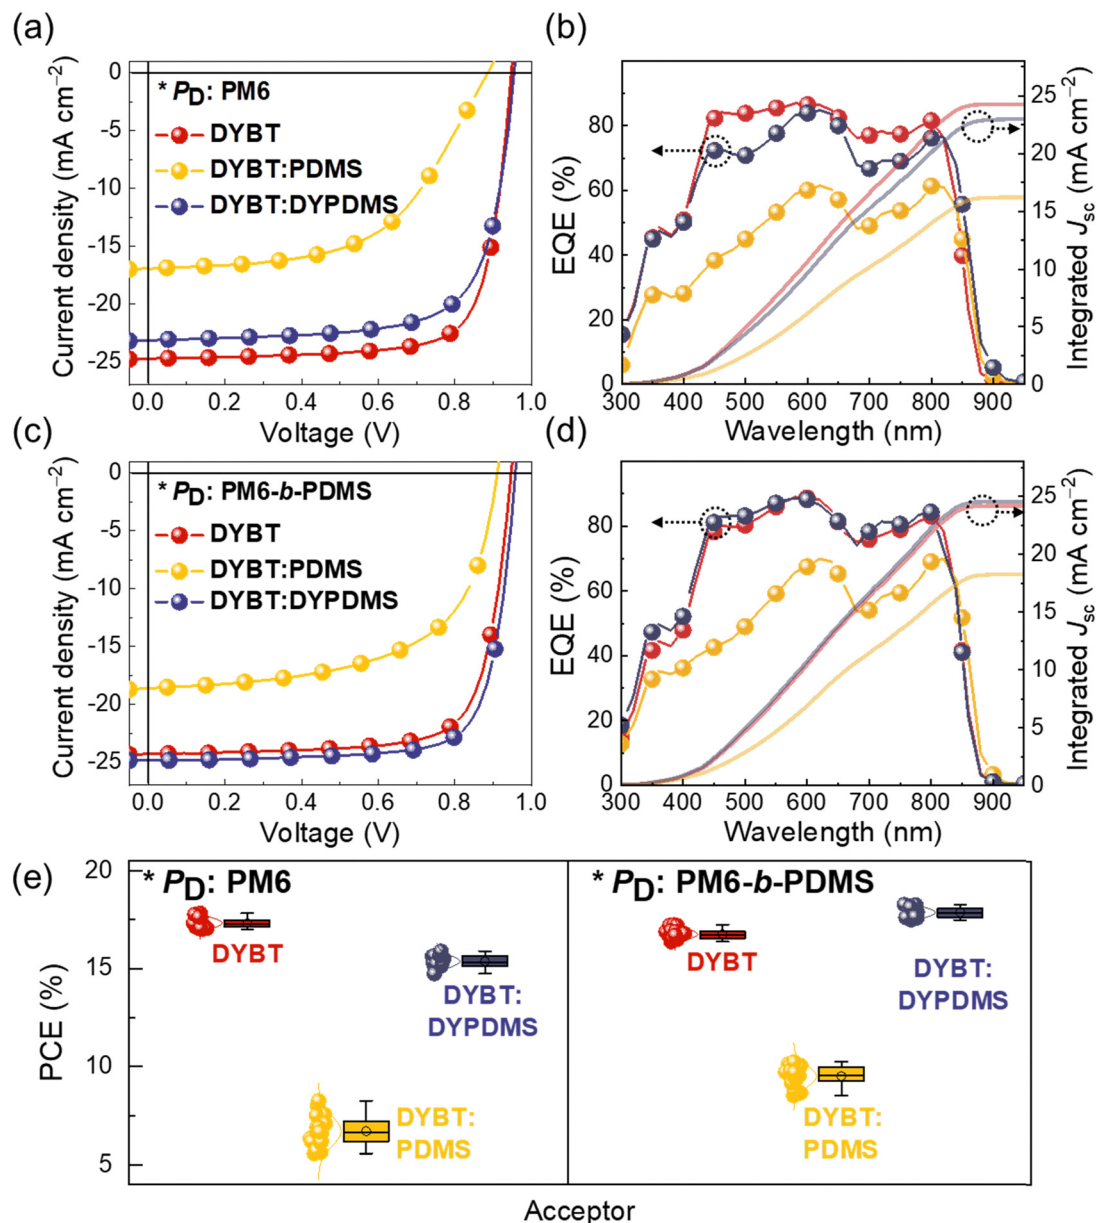 (a)
* PD: PM6
DYBT
DYBT:PDMS
DYBT:DYPDMS
Current density (mA cm−2)
0
-5
-10
-15
-20
-25
0.0 0.2 0.4 0.6 0.8 1.0
Voltage (V)
(b)
EQE (%)
80
60
40
20
0
25
20
15
10
5
0
Integrated Jsc (mA cm−2)
300 400 500 600 700 800 900
Wavelength (nm)
(c)
* PD: PM6-b-PDMS
DYBT
DYBT:PDMS
DYBT:DYPDMS
Current density (mA cm−2)
0
-5
-10
-15
-20
-25
0.0 0.2 0.4 0.6 0.8 1.0
Voltage (V)
(d)
EQE (%)
80
60
40
20
0
25
20
15
10
5
0
Integrated Jsc (mA cm−2)
300 400 500 600 700 800 900
Wavelength (nm)
(e)
PCE (%)
20
15
10
5
* PD: PM6
DYBT
DYBT:
DYPDMS
DYBT:
PDMS
* PD: PM6-b-PDMS
DYBT
DYBT:
DYPDMS
DYBT:
PDMS
Acceptor